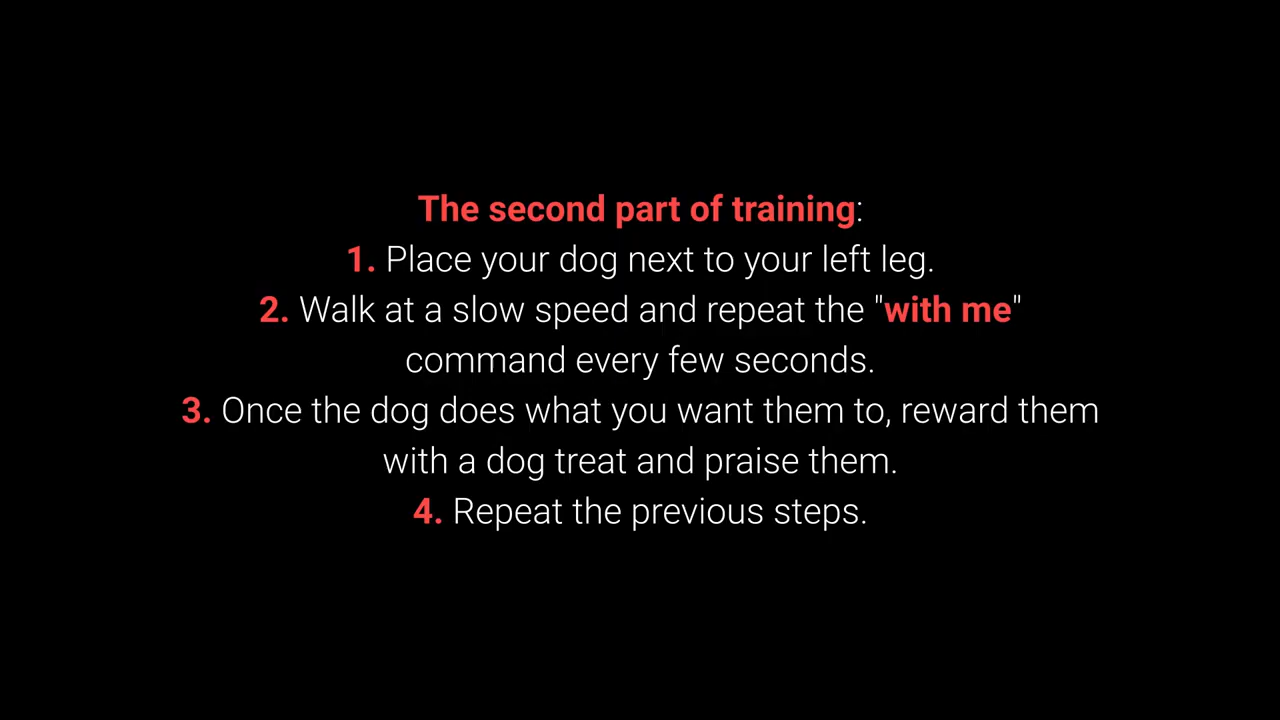 The second part of training:
1. Place your dog next to your left leg.
2. Walk at a slow speed and repeat the "with me"
command every few seconds.
3. Once the dog does what you want them to, reward them
with a dog treat and praise them.
4. Repeat the previous steps.